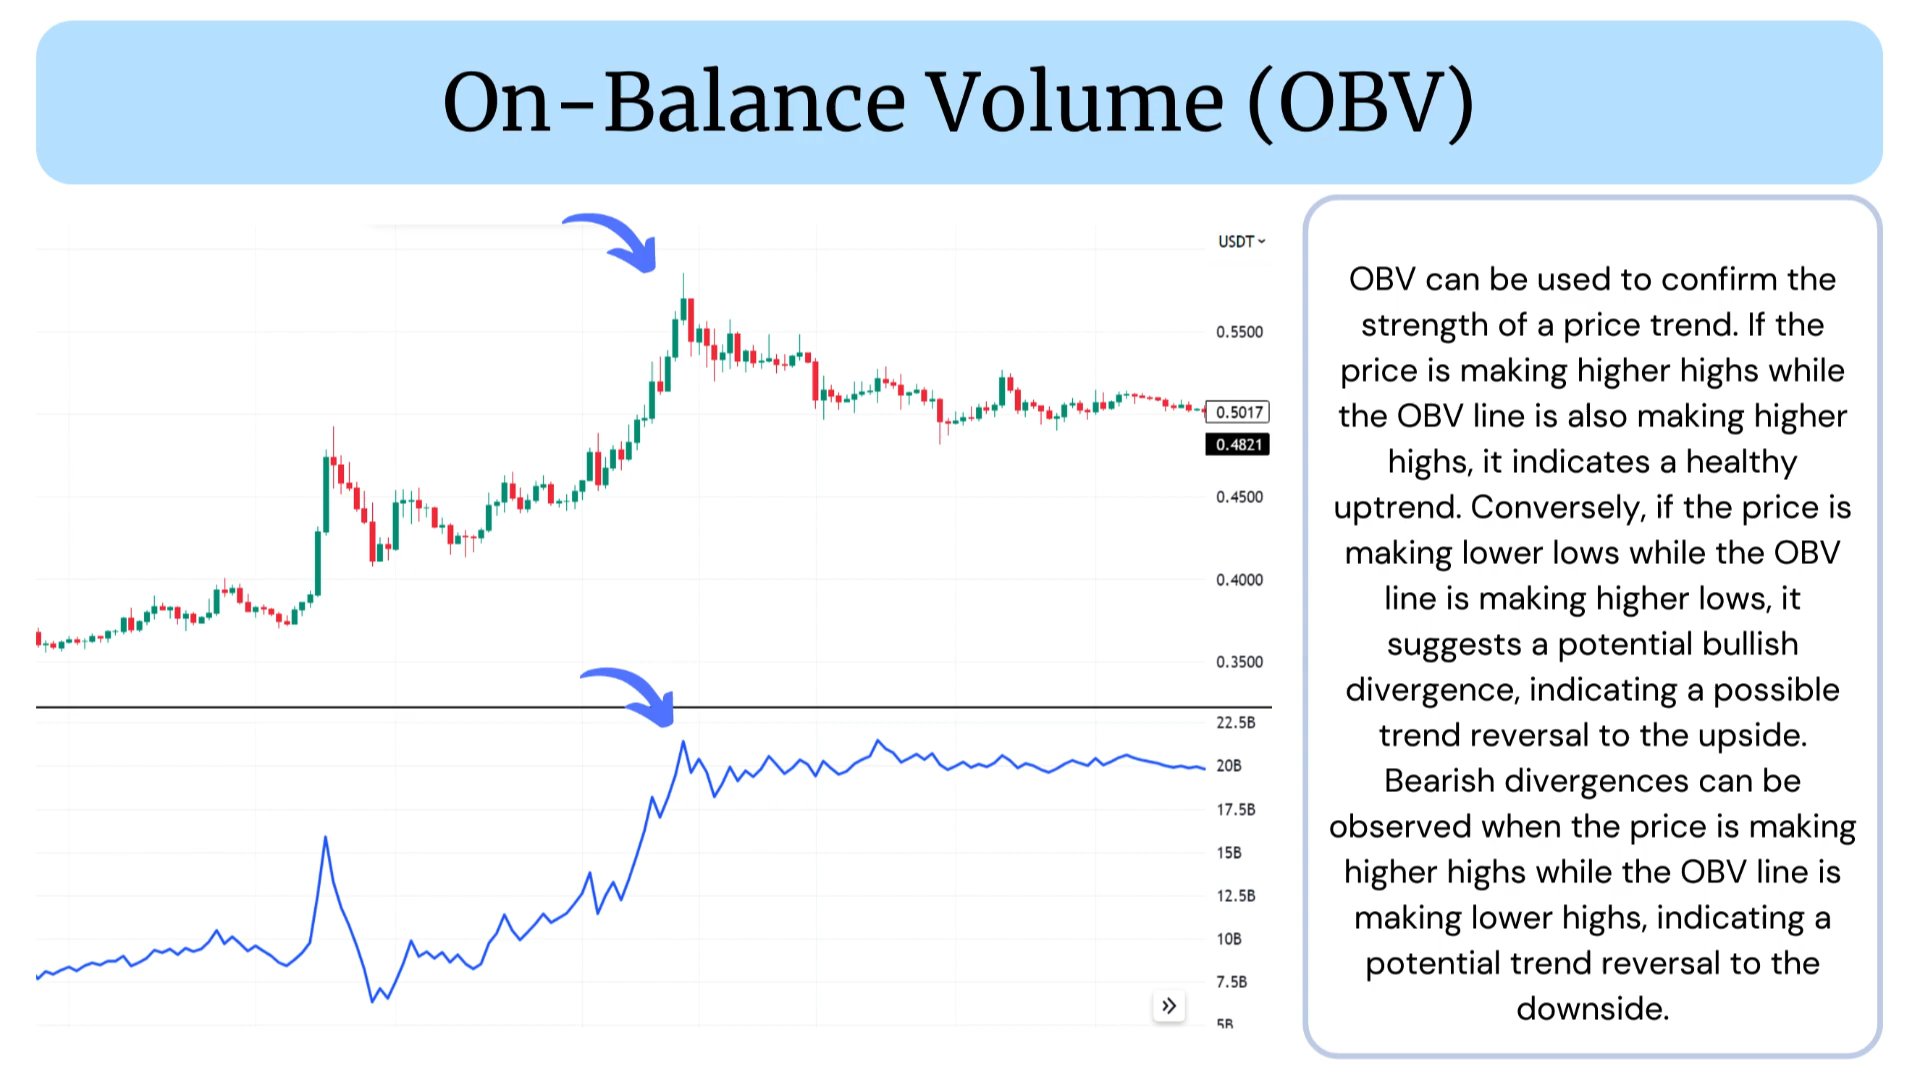 On-Balance Volume (OBV)
USDT
0.5500
0.5017
0.4821
0.4500
0.4000
0.3500
22.5B
20B
17.5B
15B
12.5B
10B
7.5B
5B
OBV can be used to confirm the
strength of a price trend. If the
price is making higher highs while
the OBV line is also making higher
highs, it indicates a healthy
uptrend. Conversely, if the price is
making lower lows while the OBV
line is making higher lows, it
suggests a potential bullish
divergence, indicating a possible
trend reversal to the upside.
Bearish divergences can be
observed when the price is making
higher highs while the OBV line is
making lower highs, indicating a
potential trend reversal to the
downside.